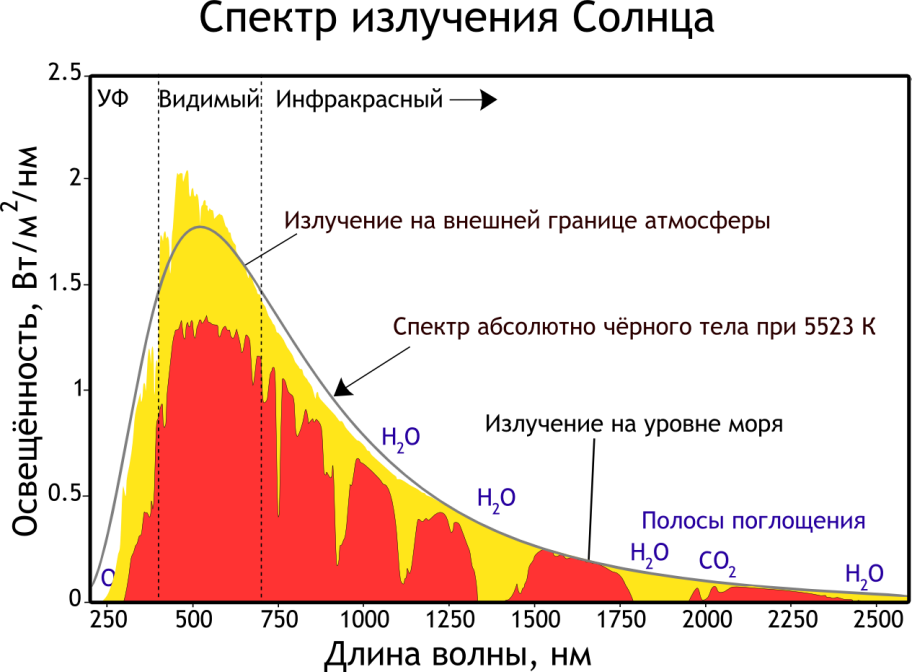 Спектр излучения Солнца
2.5
УФ
Видимый
Инфракрасный
2
Излучение на внешней границе атмосферы
1.5
Спектр абсолютно чёрного тела при 5523 К
1
Излучение на уровне моря
H2O
0.5
H2O
Полосы поглощения
H2O
CO2
H2O
O
0
250 500 750 1000 1250 1500 1750 2000 2250 2500
Длина волны, нм
Освещённость, Вт/м2/нм